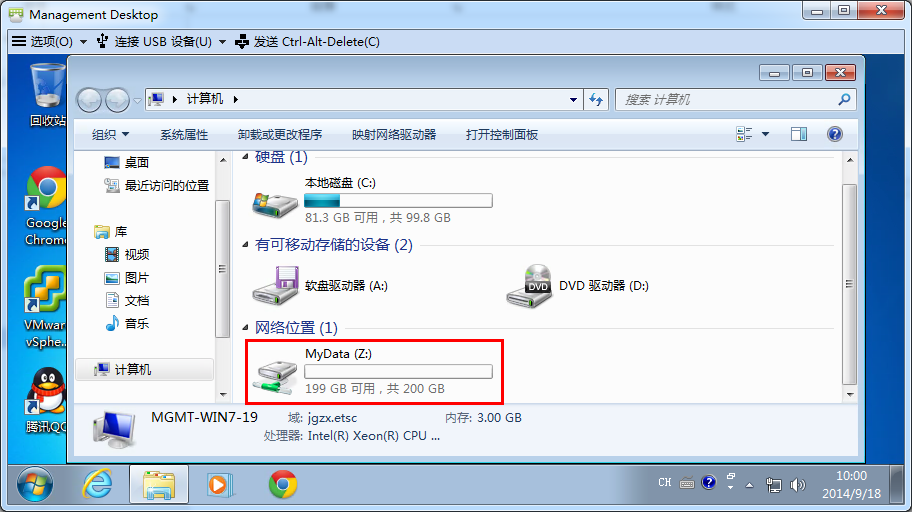 Management Desktop
选项(O) 连接 USB 设备(U) 发送 Ctrl-Alt-Delete(C)
回收站
Google Chrome
VMware vSphe...
腾讯QQ
计算机
搜索 计算机
组织 系统属性 卸载或更改程序 映射网络驱动器 打开控制面板
桌面
最近访问的位置
库
视频
图片
文档
音乐
计算机
硬盘 (1)
本地磁盘 (C:)
81.3 GB 可用，共 99.8 GB
有可移动存储的设备 (2)
软盘驱动器 (A:)
DVD
DVD 驱动器 (D:)
网络位置 (1)
MyData (Z:)
199 GB 可用，共 200 GB
MGMT-WIN7-19 域: jgzx.etsc 内存: 3.00 GB
处理器: Intel(R) Xeon(R) CPU ...
CH
10:00
2014/9/18